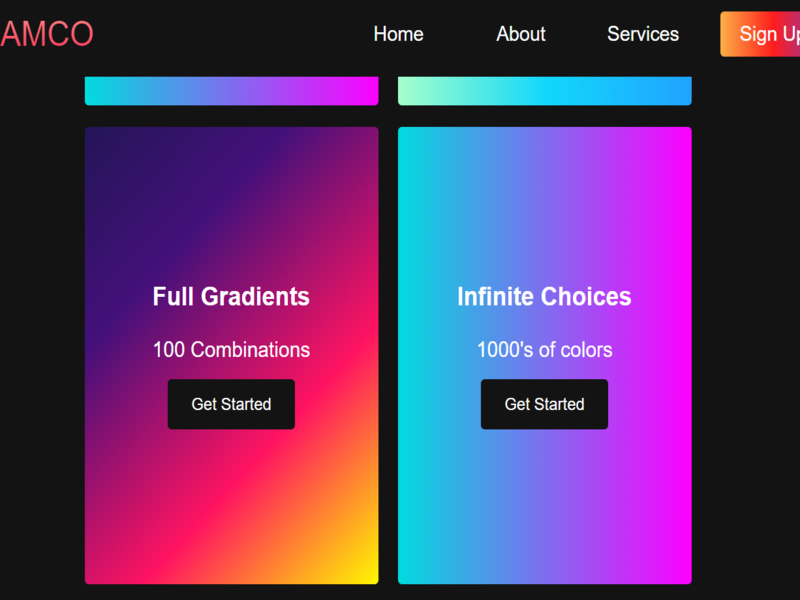 AMCO
Home About Services Sign Up
Full Gradients
100 Combinations
Get Started
Infinite Choices
1000's of colors
Get Started